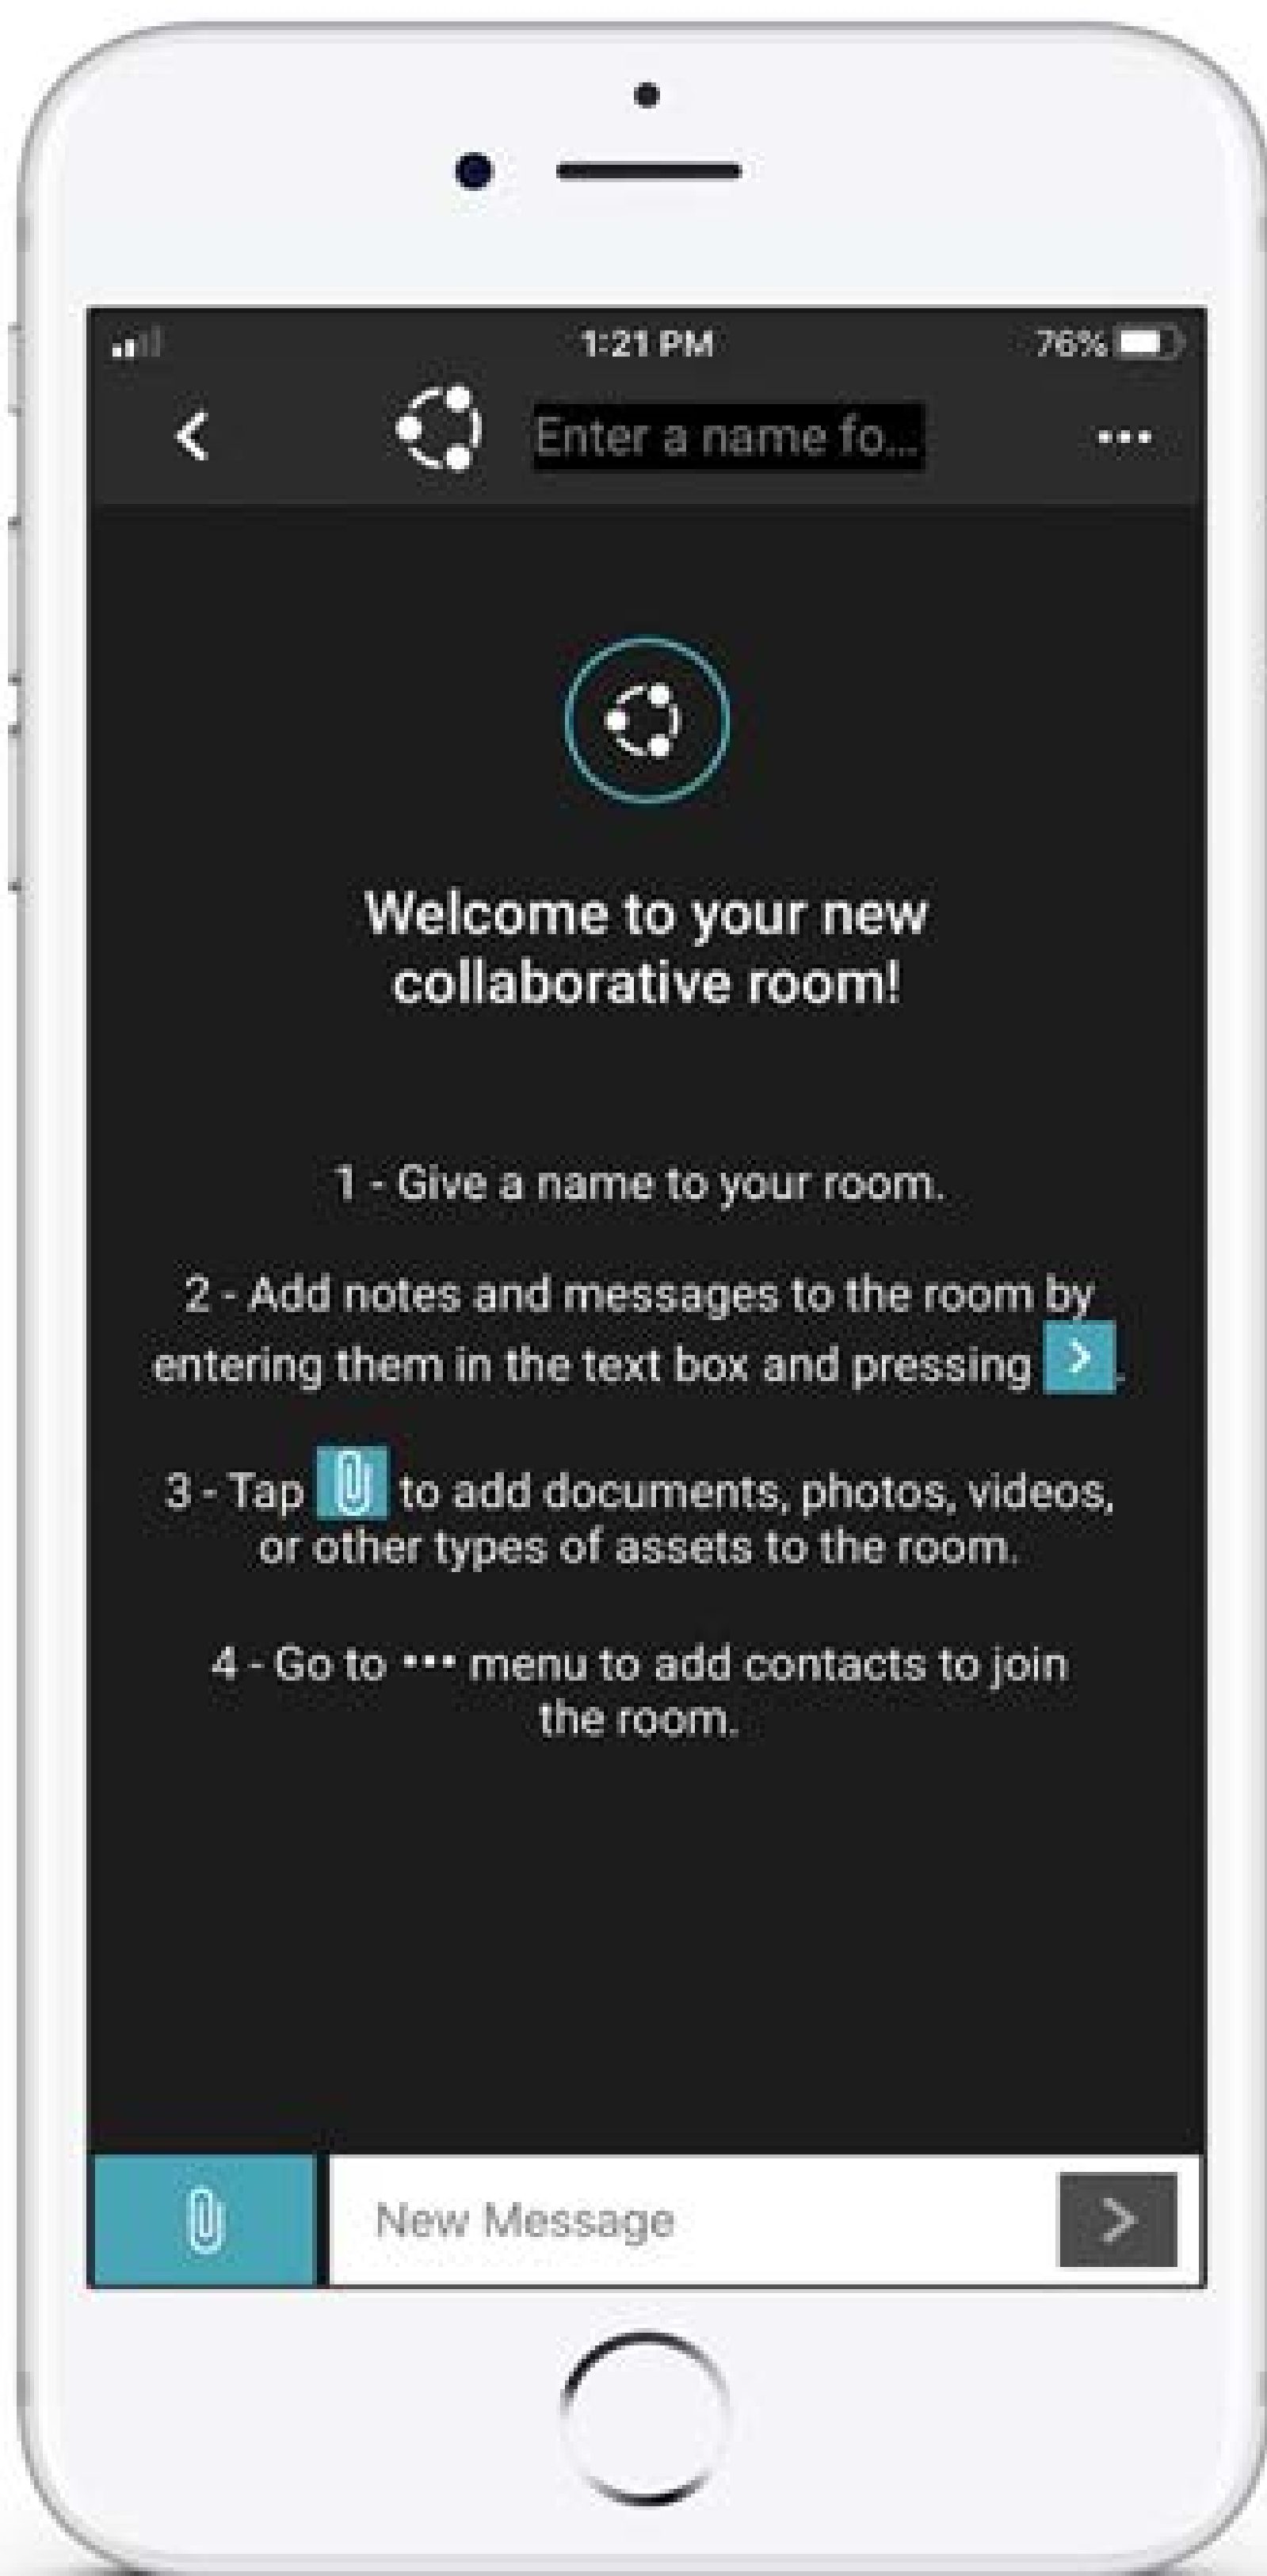 1:21 PM 76%
Enter a name fo...
Welcome to your new
collaborative room!
1 - Give a name to your room.
2 - Add notes and messages to the room by
entering them in the text box and pressing .
3 - Tap to add documents, photos, videos,
or other types of assets to the room.
4 - Go to ••• menu to add contacts to join
the room.
New Message